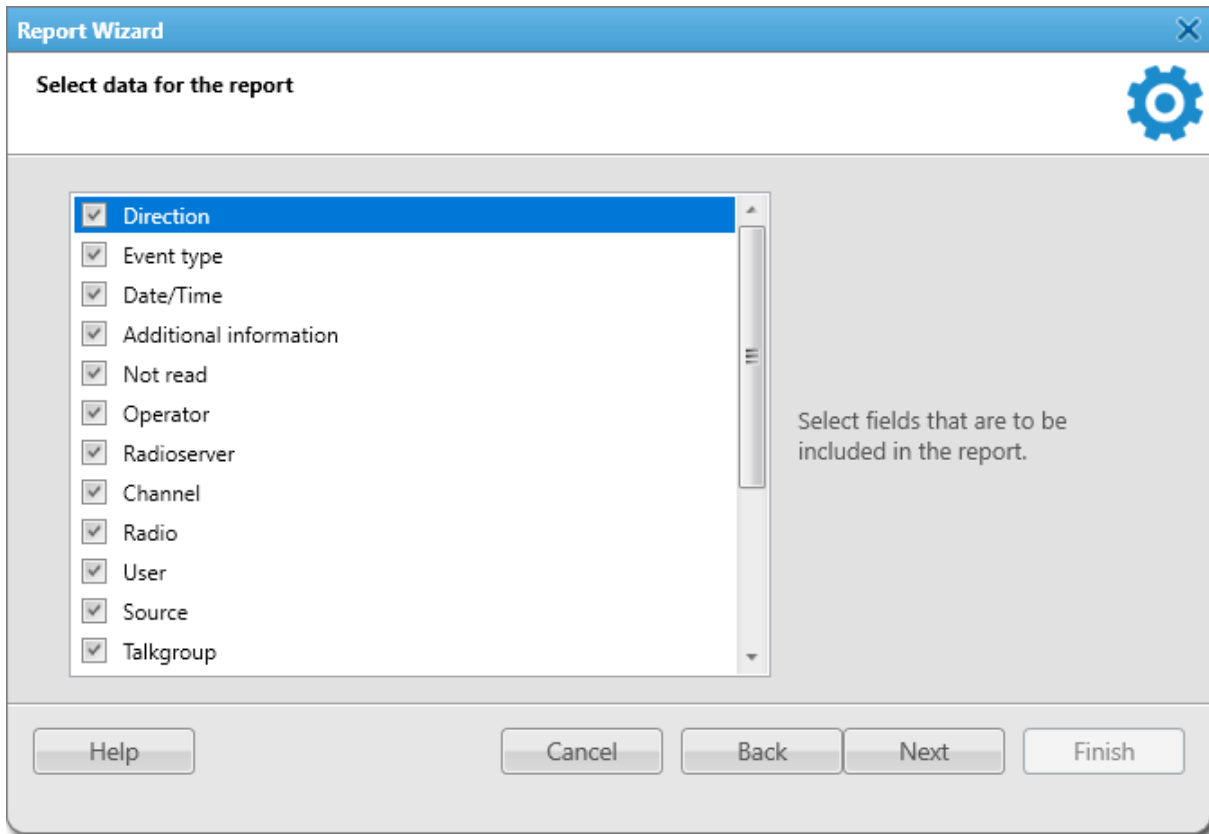 Report Wizard
Select data for the report
Direction
Event type
Date/Time
Additional information
Not read
Operator
Radioserver
Channel
Radio
User
Source
Talkgroup
Select fields that are to be
included in the report.
Help
Cancel
Back
Next
Finish